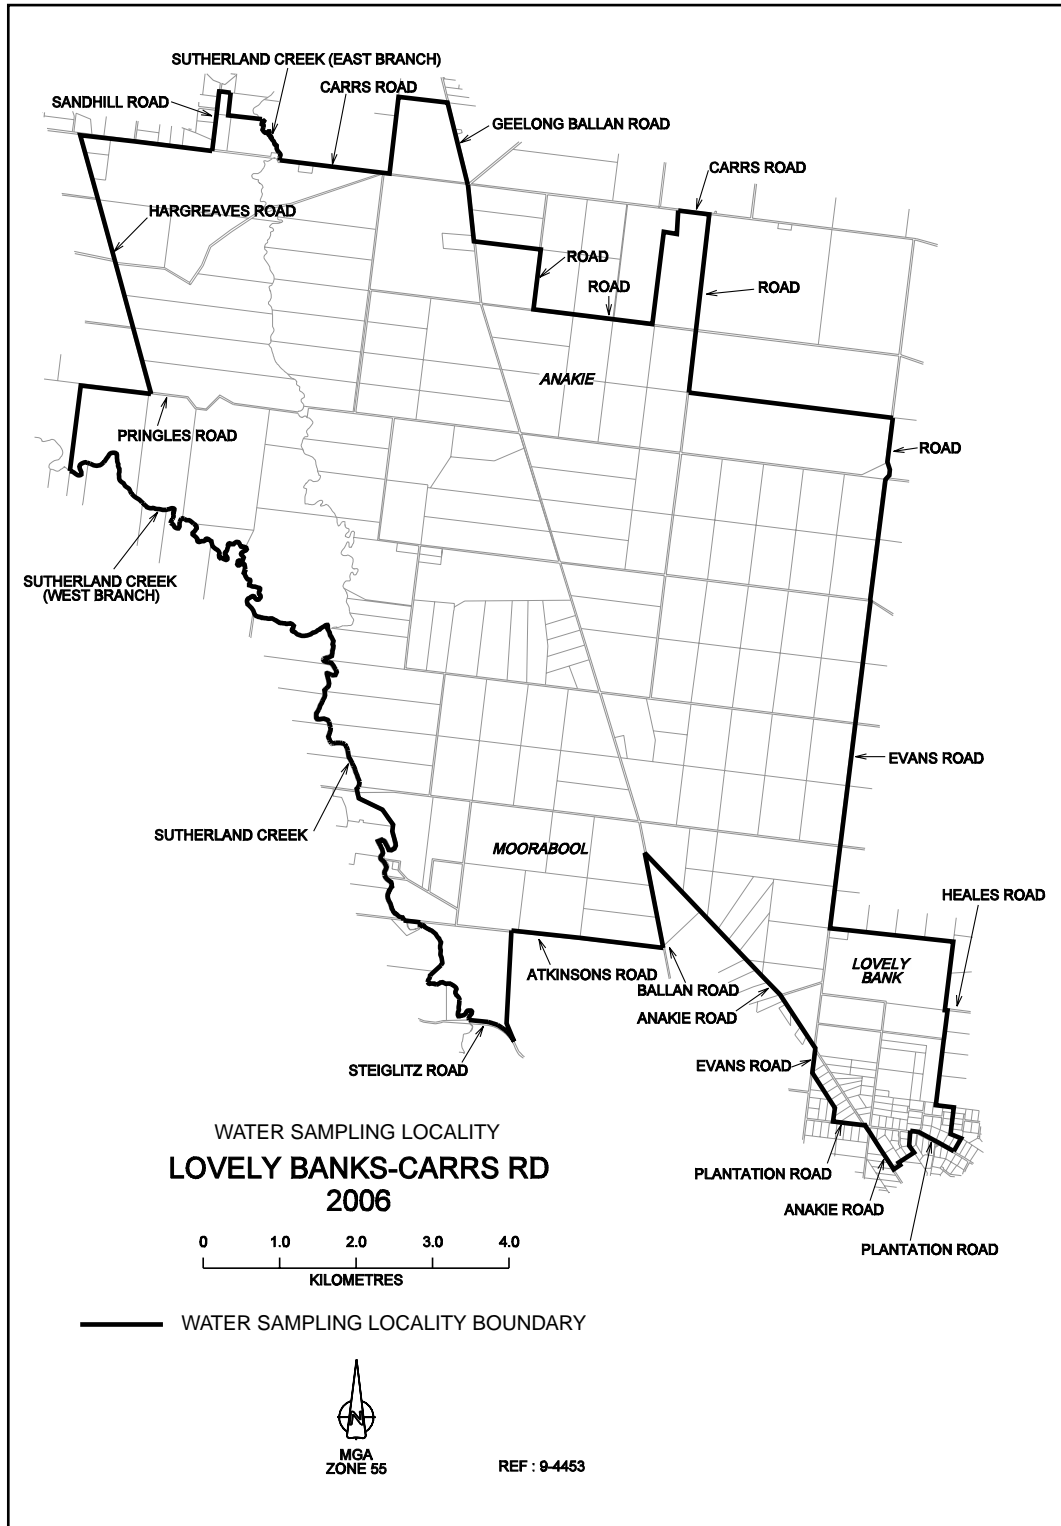 SUTHERLAND CREEK (EAST BRANCH)
CARRS ROAD
SANDHILL ROAD
GEELONG BALLAN ROAD
CARRS ROAD
HARGREAVES ROAD
ROAD
ROAD
ROAD
ANAKIE
PRINGLES ROAD
ROAD
SUTHERLAND CREEK
(WEST BRANCH)
EVANS ROAD
SUTHERLAND CREEK
MOORABOOL
HEALES ROAD
LOVELY
BANK
ATKINSONS ROAD
BALLAN ROAD
ANAKIE ROAD
EVANS ROAD
STEIGLITZ ROAD
PLANTATION ROAD
ANAKIE ROAD
PLANTATION ROAD
WATER SAMPLING LOCALITY
LOVELY BANKS-CARRS RD
2006
0 1.0 2.0 3.0 4.0
KILOMETRES
WATER SAMPLING LOCALITY BOUNDARY
N
MGA
ZONE 55
REF : 9-4453